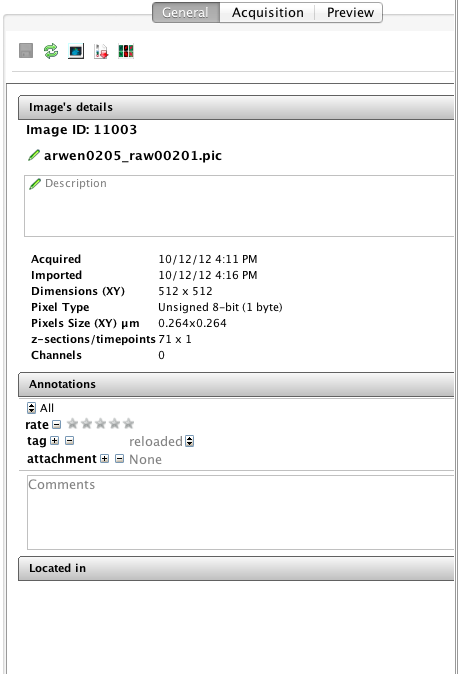 General Acquisition Preview
Image's details
Image ID: 11003
arwen0205_raw00201.pic
Description
Acquired 10/12/12 4:11 PM
Imported 10/12/12 4:16 PM
Dimensions (XY) 512 x 512
Pixel Type Unsigned 8-bit (1 byte)
Pixels Size (XY) µm 0.264x0.264
z-sections/timepoints 71 x 1
Channels 0
Annotations
All
rate
tag reloaded
attachment None
Comments
Located in